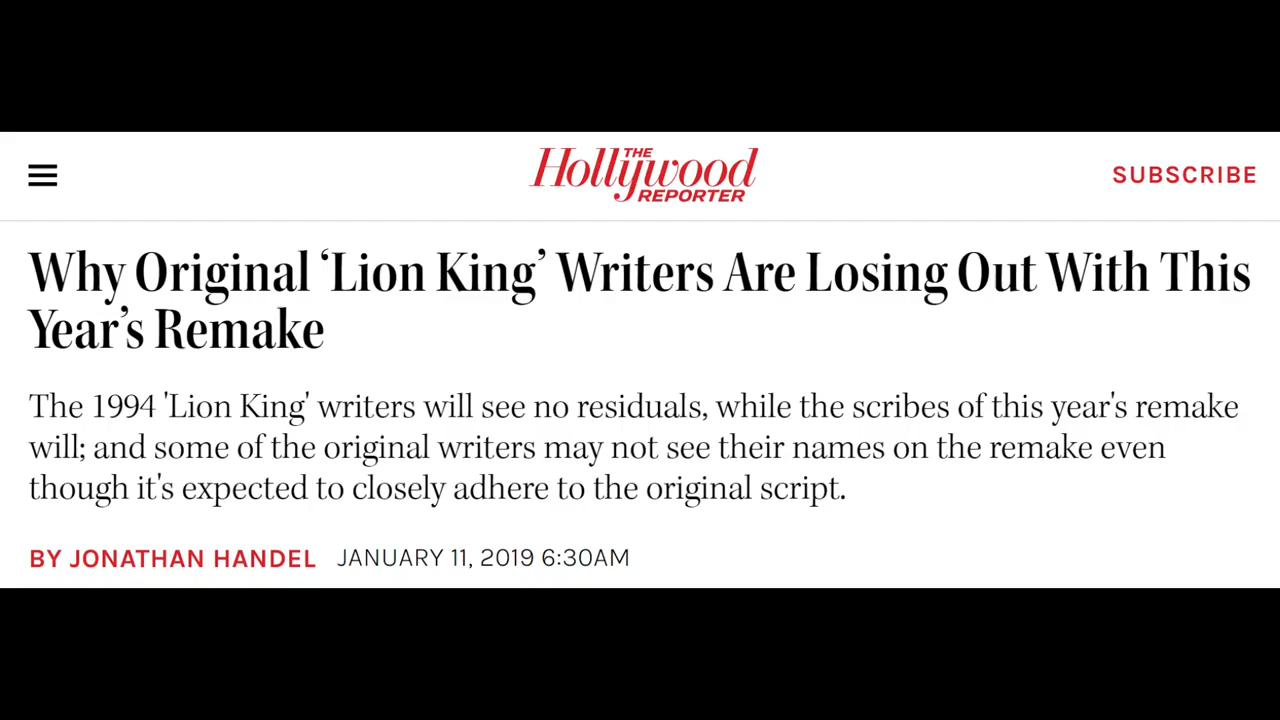 THE
Hollywood
REPORTER
SUBSCRIBE
Why Original ‘Lion King’ Writers Are Losing Out With This
Year’s Remake
The 1994 'Lion King' writers will see no residuals, while the scribes of this year's remake
will; and some of the original writers may not see their names on the remake even
though it's expected to closely adhere to the original script.
BY JONATHAN HANDEL JANUARY 11, 2019 6:30AM